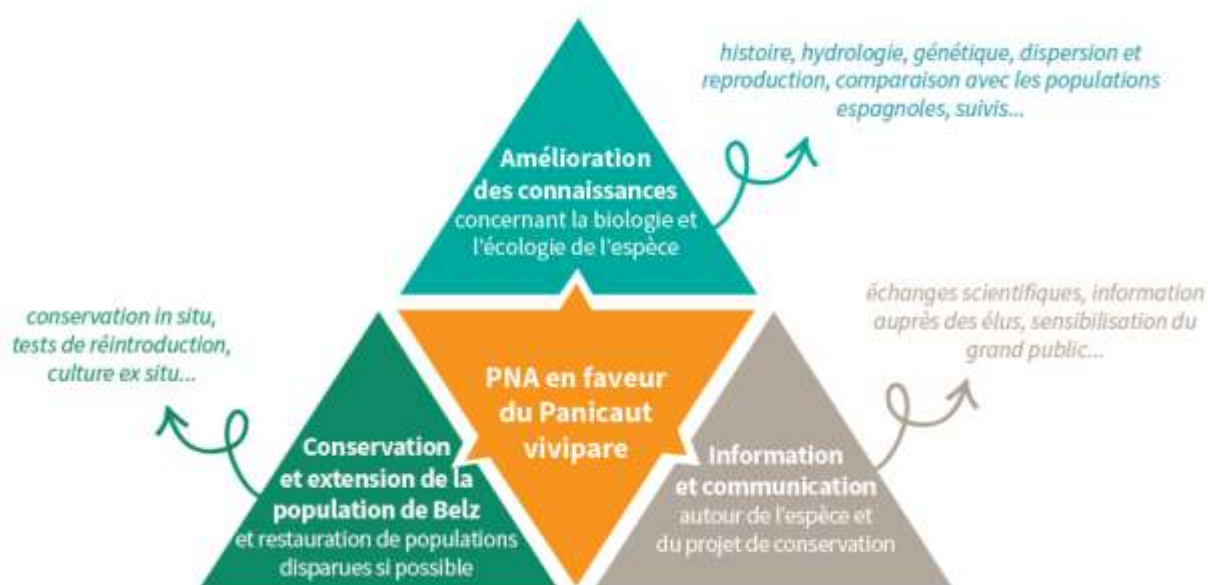 histoire, hydrologie, génétique, dispersion et
reproduction, comparaison avec les populations
espagnoles, suivis...
Amélioration
des connaissances
concernant la biologie et
l'écologie de l'espèce
conservation in situ,
tests de réintroduction,
culture ex situ...
échanges scientifiques, information
auprès des élus, sensibilisation du
grand public...
PNA en faveur
du Panicaut
vivipare
Conservation
et extension de la
population de Belz
et restauration de populations
disparues si possible
Information
et communication
autour de l'espèce et
du projet de conservation